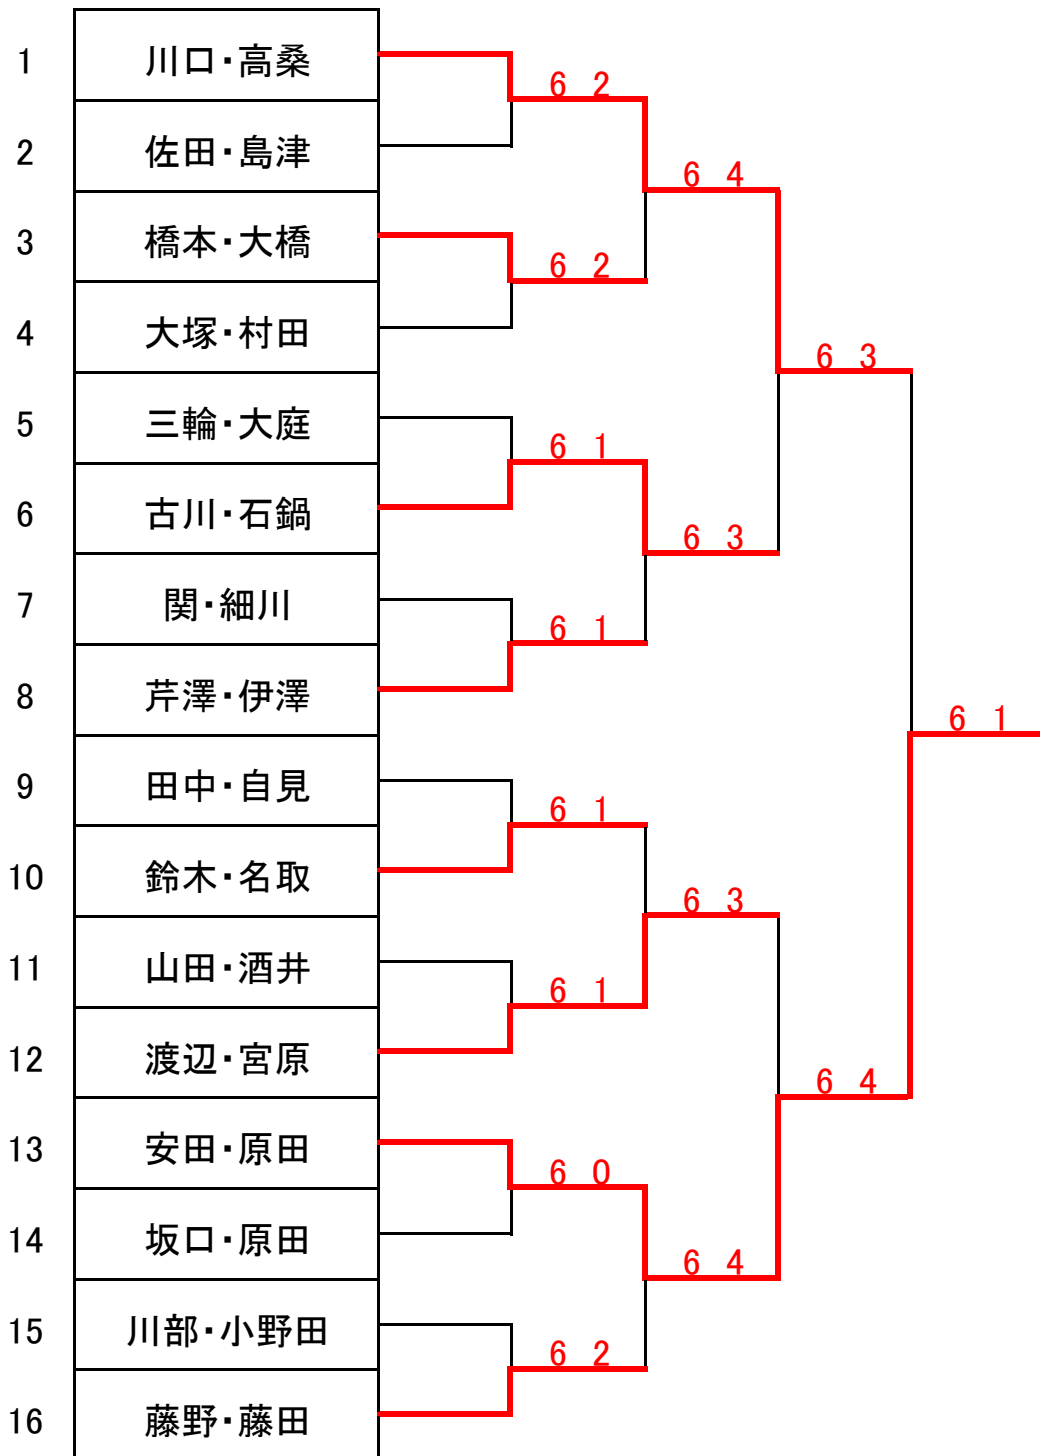 1 川口・高桑
6 2
2 佐田・島津
6 4
3 橋本・大橋
6 2
4 大塚・村田
6 3
5 三輪・大庭
6 1
6 古川・石鍋
6 3
7 関・細川
6 1
8 芹澤・伊澤
6 1
9 田中・自見
6 1
10 鈴木・名取
6 3
11 山田・酒井
6 1
12 渡辺・宮原
6 4
13 安田・原田
6 0
14 坂口・原田
6 4
15 川部・小野田
6 2
16 藤野・藤田